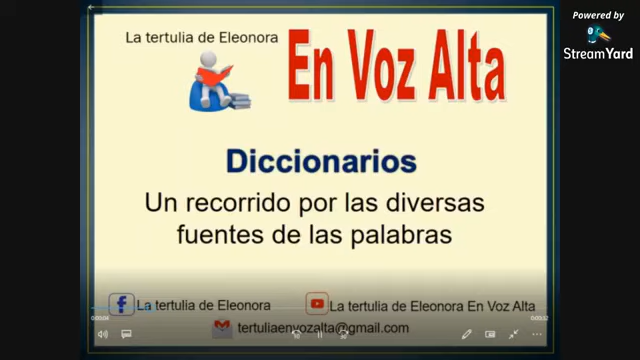 Powered by
StreamYard
La tertulia de Eleonora
En Voz Alta
Diccionarios
Un recorrido por las diversas
fuentes de las palabras
La tertulia de Eleonora
La tertulia de Eleonora En Voz Alta
tertuliaenvozalta@gmail.com